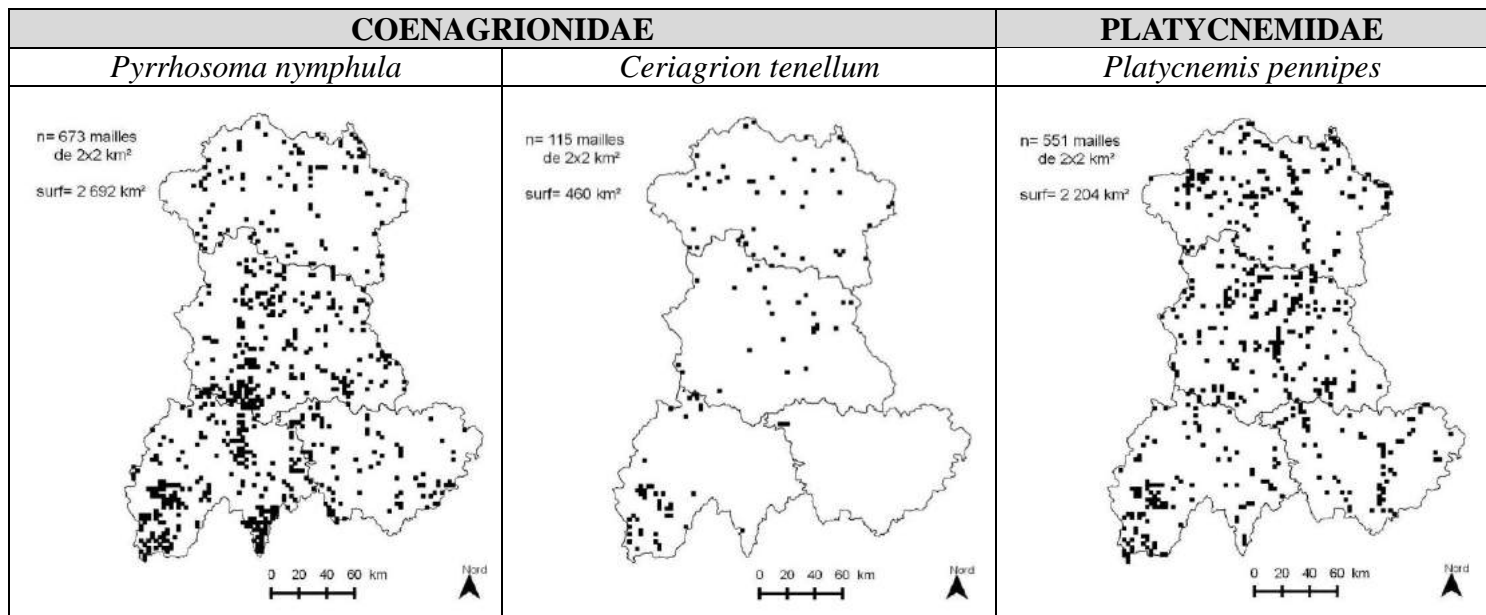 COENAGRIONIDAE
PLATYCNEMIDAE
Pyrrhosoma nymphula
Ceriagrion tenellum
Platycnemis pennipes
n= 673 mailles
de 2x2 km²
surf= 2 692 km²
0 20 40 60 km
Nord
n= 115 mailles
de 2x2 km²
surf= 460 km²
0 20 40 60 km
Nord
n= 551 mailles
de 2x2 km²
surf= 2 204 km²
0 20 40 60 km
Nord